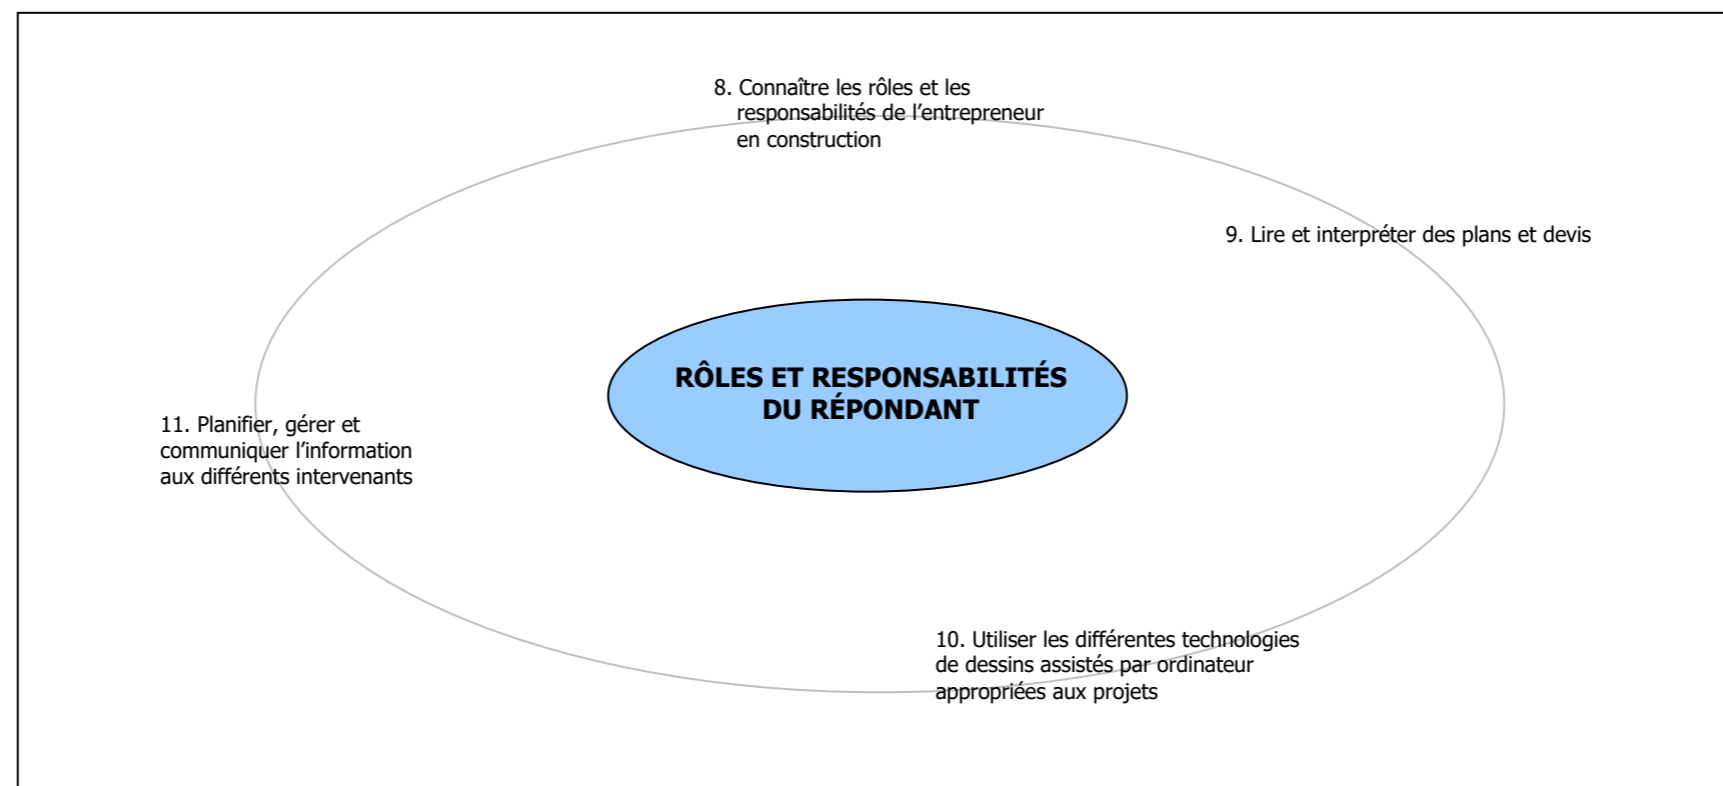 8. Connaître les rôles et les
responsabilités de l’entrepreneur
en construction
9. Lire et interpréter des plans et devis
RÔLES ET RESPONSABILITÉS
DU RÉPONDANT
11. Planifier, gérer et
communiquer l’information
aux différents intervenants
10. Utiliser les différentes technologies
de dessins assistés par ordinateur
appropriées aux projets